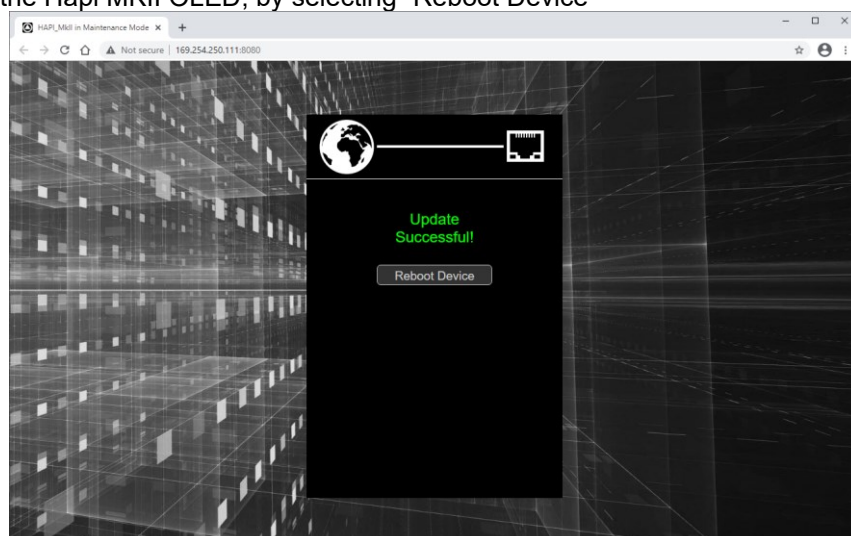 the Hapi MKII OLED, by selecting "Reboot Device"
HAPI_MkII in Maintenance Mode
Not secure | 169.254.250.111:8080
Update
Successful!
Reboot Device